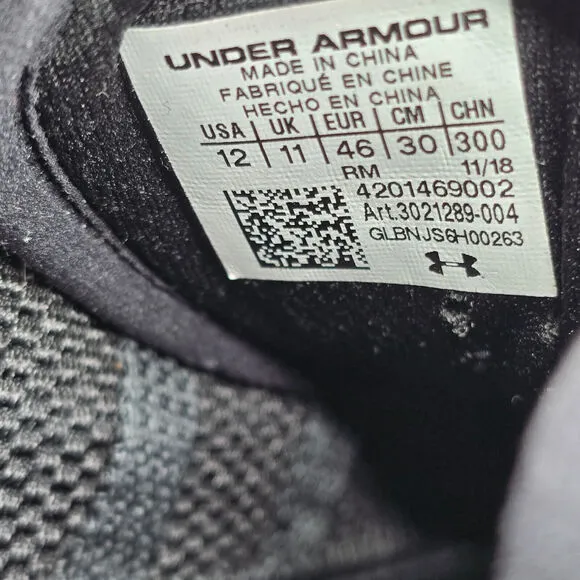 UNDER ARMOUR
MADE IN CHINA
FABRIQUÉ EN CHINE
HECHO EN CHINA
USA | UK | EUR | CM | CHN
12 | 11 | 46 | 30 | 300
RM 11/18
4201469002
Art.3021289-004
GLBNJS6H00263